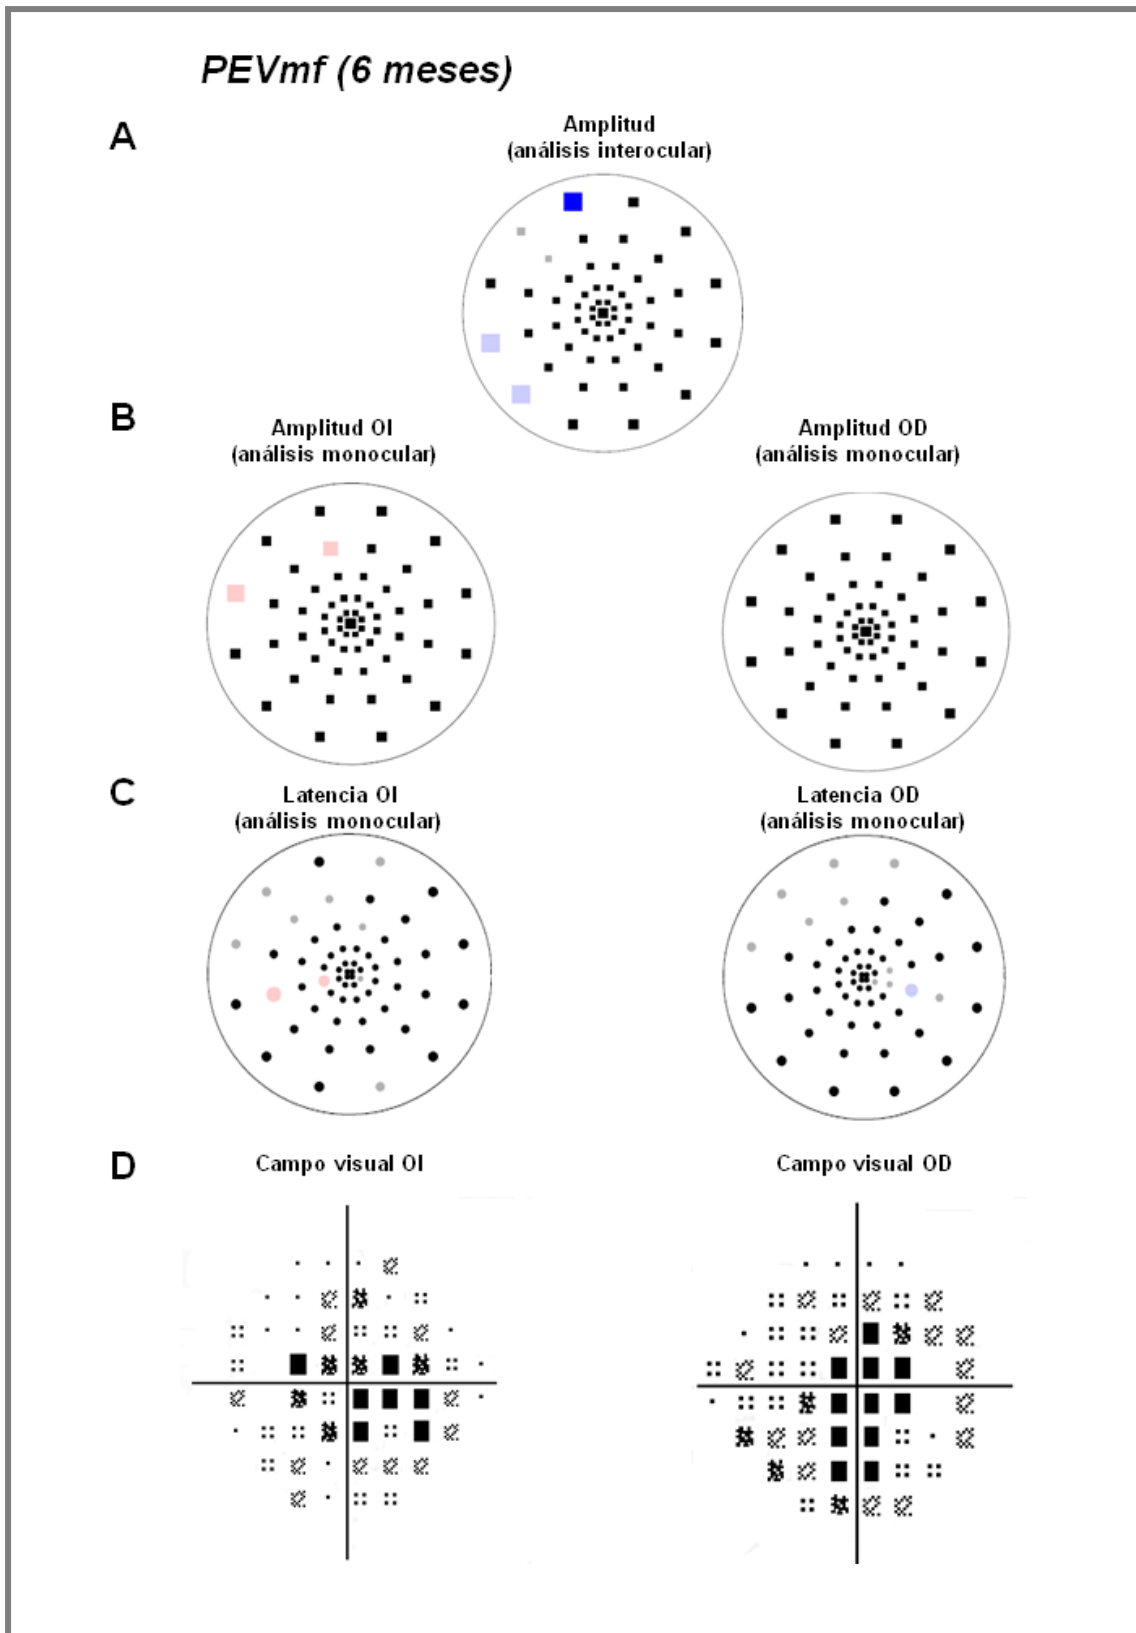 PEVmf (6 meses)
A
Amplitud
(análisis interocular)
B
Amplitud OI
(análisis monocular)
Amplitud OD
(análisis monocular)
C
Latencia OI
(análisis monocular)
Latencia OD
(análisis monocular)
D
Campo visual OI
Campo visual OD